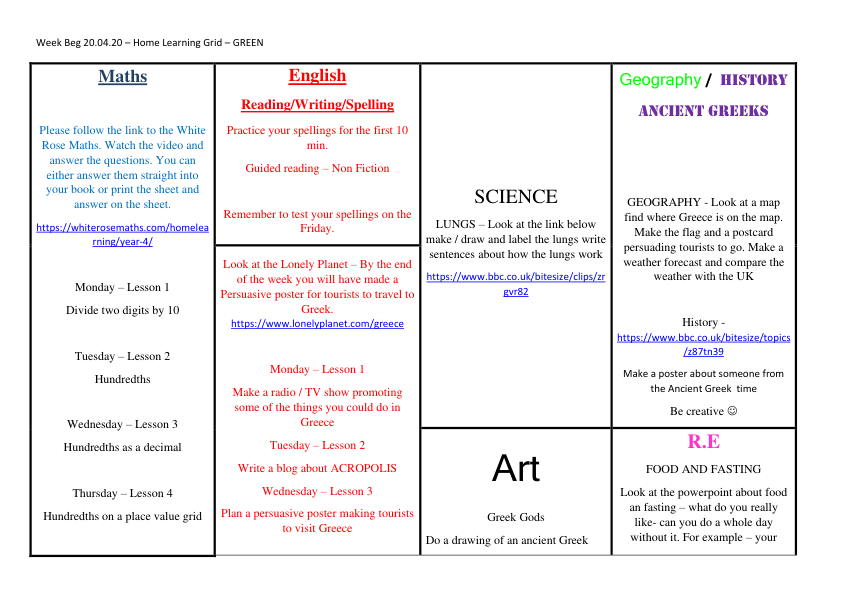 Week Beg 20.04.20 – Home Learning Grid – GREEN
Maths
Please follow the link to the White
Rose Maths. Watch the video and
answer the questions. You can
either answer them straight into
your book or print the sheet and
answer on the sheet.
https://whiterosemaths.com/homelea
rning/year-4/
Monday – Lesson 1
Divide two digits by 10
Tuesday – Lesson 2
Hundredths
Wednesday – Lesson 3
Hundredths as a decimal
Thursday – Lesson 4
Hundredths on a place value grid
English
Reading/Writing/Spelling
Practice your spellings for the first 10
min.
Guided reading – Non Fiction
Remember to test your spellings on the
Friday.
Look at the Lonely Planet – By the end
of the week you will have made a
Persuasive poster for tourists to travel to
Greek.
https://www.lonelyplanet.com/greece
Monday – Lesson 1
Make a radio / TV show promoting
some of the things you could do in
Greece
Tuesday – Lesson 2
Write a blog about ACROPOLIS
Wednesday – Lesson 3
Plan a persuasive poster making tourists
to visit Greece
SCIENCE
LUNGS – Look at the link below
make / draw and label the lungs write
sentences about how the lungs work
https://www.bbc.co.uk/bitesize/clips/zr
gvr82
Art
Greek Gods
Do a drawing of an ancient Greek
Geography / HISTORY
ANCIENT GREEKS
GEOGRAPHY - Look at a map
find where Greece is on the map.
Make the flag and a postcard
persuading tourists to go. Make a
weather forecast and compare the
weather with the UK
History -
https://www.bbc.co.uk/bitesize/topics
/z87tn39
Make a poster about someone from
the Ancient Greek time
Be creative ☺
R.E
FOOD AND FASTING
Look at the powerpoint about food
an fasting – what do you really
like- can you do a whole day
without it. For example – your